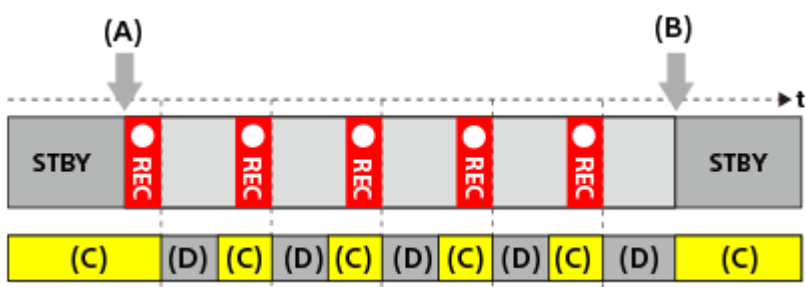 (A) (B)
t
STBY REC REC REC REC REC STBY
(C) (D) (C) (D) (C) (D) (C) (D) (C) (D) (C)